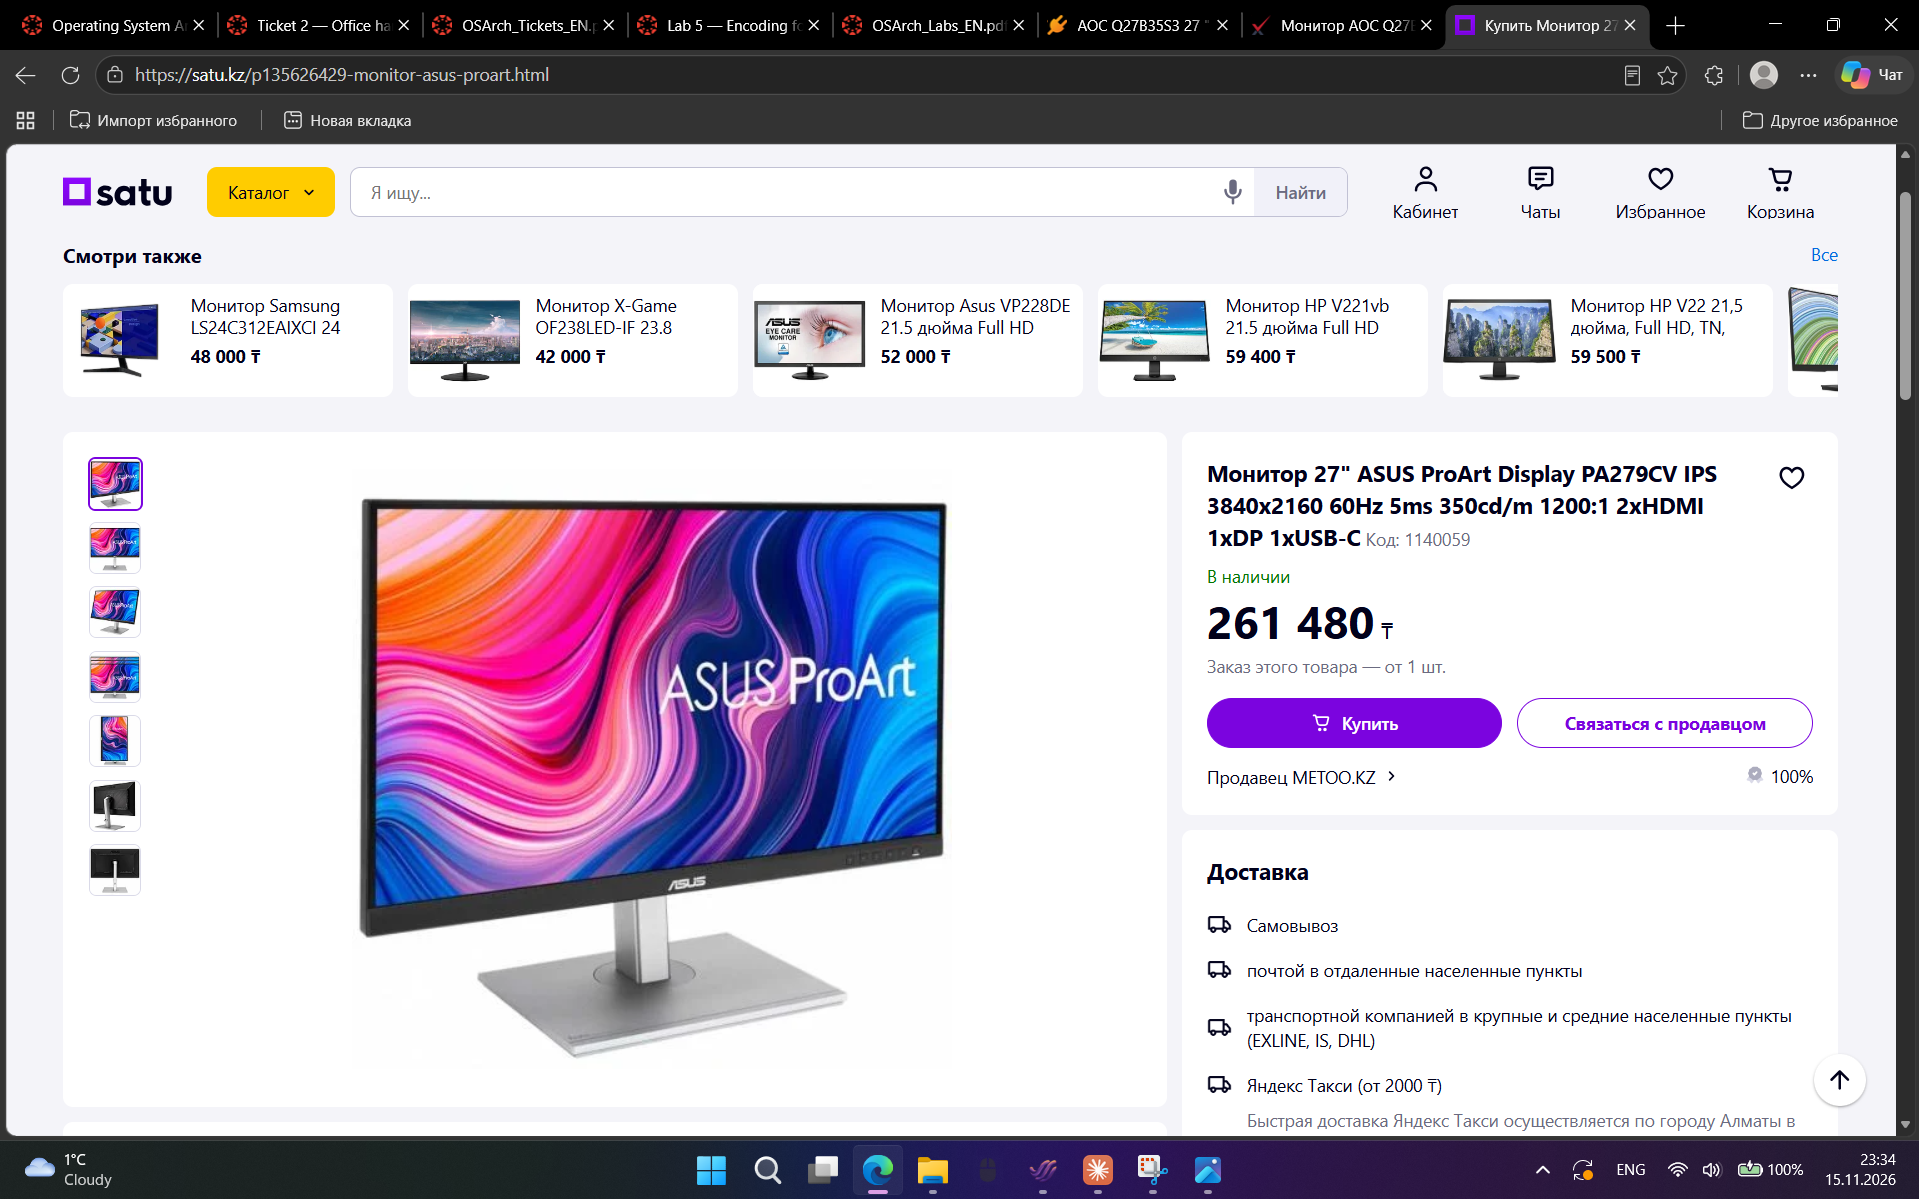 Operating System A
Ticket 2 — Office ha
OSArch_Tickets_EN.p
Lab 5 — Encoding fo
OSArch_Labs_EN.pdf
AOC Q27B35S3 27 "
Монитор AOC Q27B
Купить Монитор 27
https://satu.kz/p135626429-monitor-asus-proart.html
Чат
Импорт избранного
Новая вкладка
Другое избранное
satu
Каталог
Я ищу...
Найти
Кабинет
Чаты
Избранное
Корзина
Смотри также
Все
Монитор Samsung
LS24C312EAIXCI 24
48 000 ₸
Монитор X-Game
OF238LED-IF 23.8
42 000 ₸
ASUS
EYE CARE
MONITOR
Монитор Asus VP228DE
21.5 дюйма Full HD
52 000 ₸
Монитор HP V221vb
21.5 дюйма Full HD
59 400 ₸
Монитор HP V22 21,5
дюйма, Full HD, TN,
59 500 ₸
ASUS ProArt
ASUS
Монитор 27" ASUS ProArt Display PA279CV IPS
3840x2160 60Hz 5ms 350cd/m 1200:1 2xHDMI
1xDP 1xUSB-C Код: 1140059
В наличии
261 480 ₸
Заказ этого товара — от 1 шт.
Купить
Связаться с продавцом
Продавец METOO.KZ
100%
Доставка
Самовывоз
почтой в отдаленные населенные пункты
транспортной компанией в крупные и средние населенные пункты
(EXLINE, IS, DHL)
Яндекс Такси (от 2000 ₸)
Быстрая доставка Яндекс Такси осуществляется по городу Алматы в
1°C
Cloudy
ENG
100%
23:34
15.11.2026